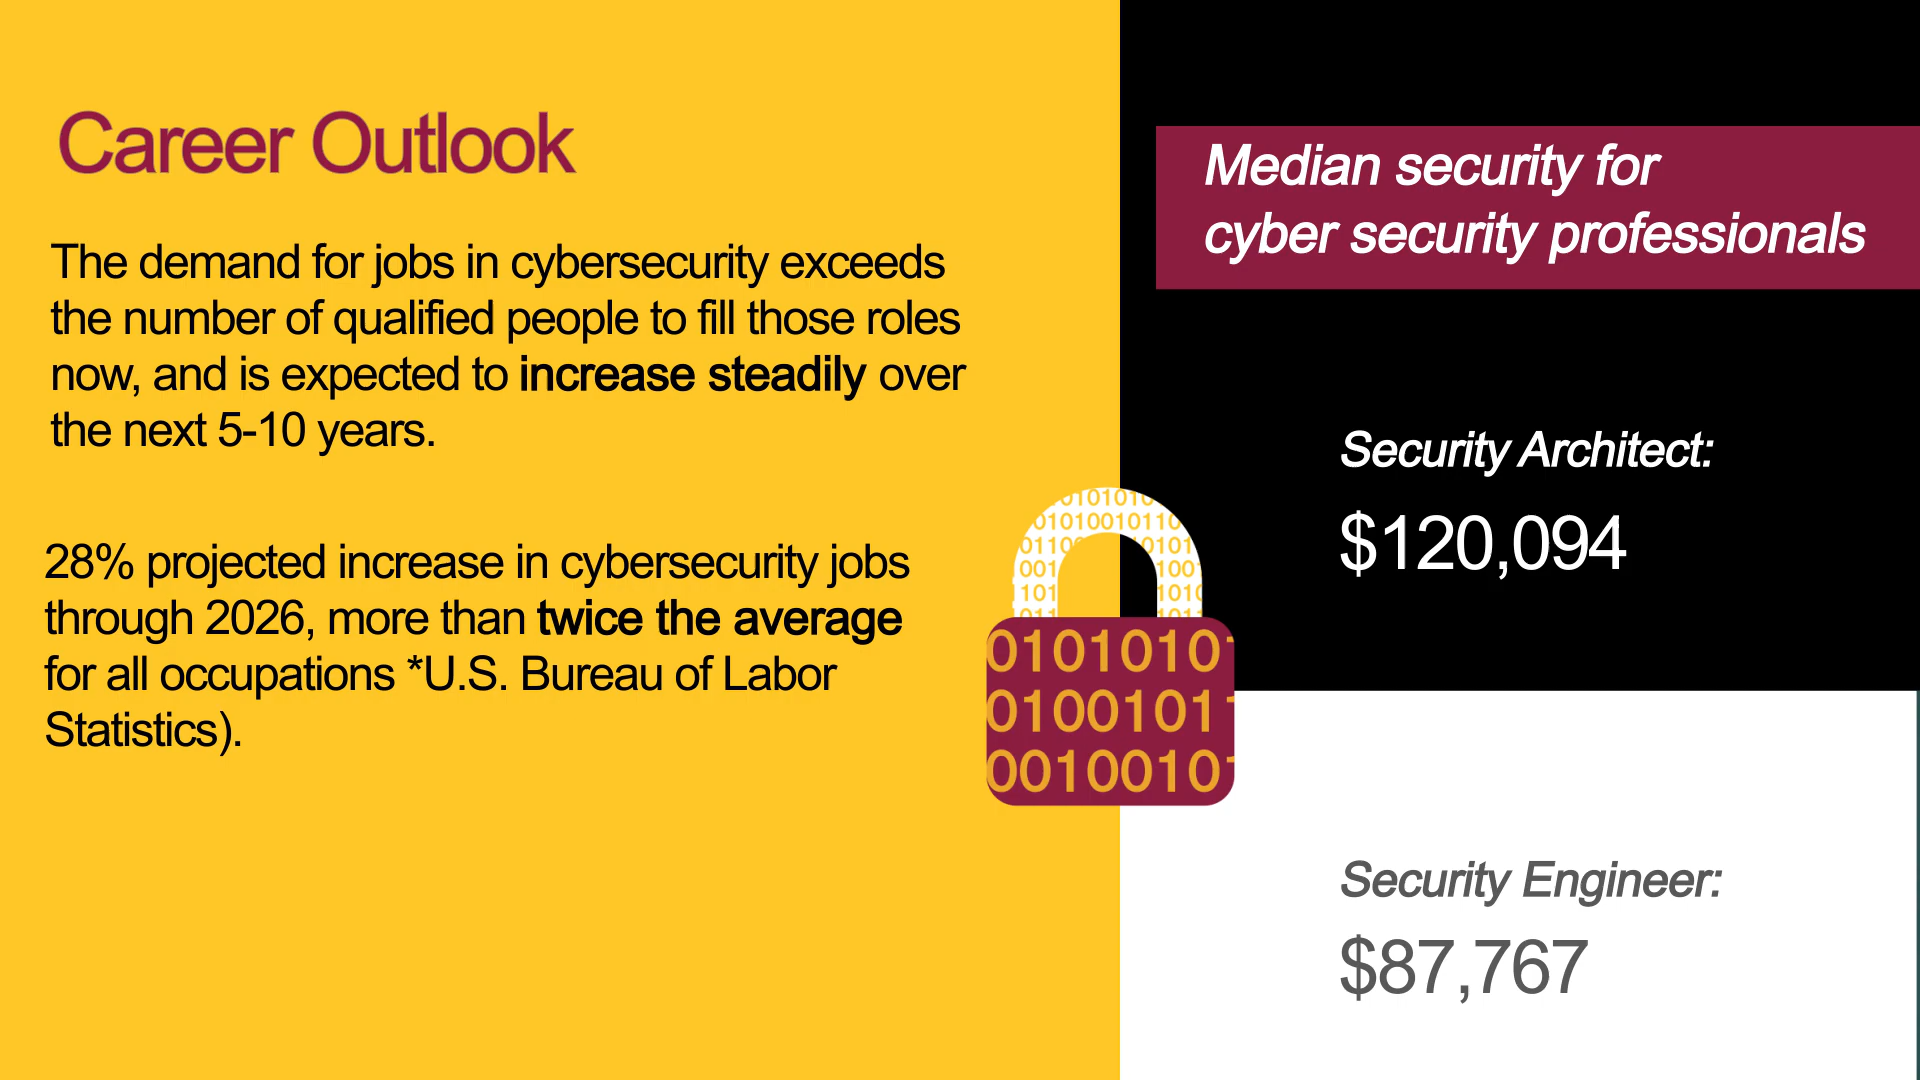 Career Outlook
The demand for jobs in cybersecurity exceeds
the number of qualified people to fill those roles
now, and is expected to increase steadily over
the next 5-10 years.
28% projected increase in cybersecurity jobs
through 2026, more than twice the average
for all occupations *U.S. Bureau of Labor
Statistics).
Median security for
cyber security professionals
Security Architect:
$120,094
Security Engineer:
$87,767
0101010
0100101
0010010